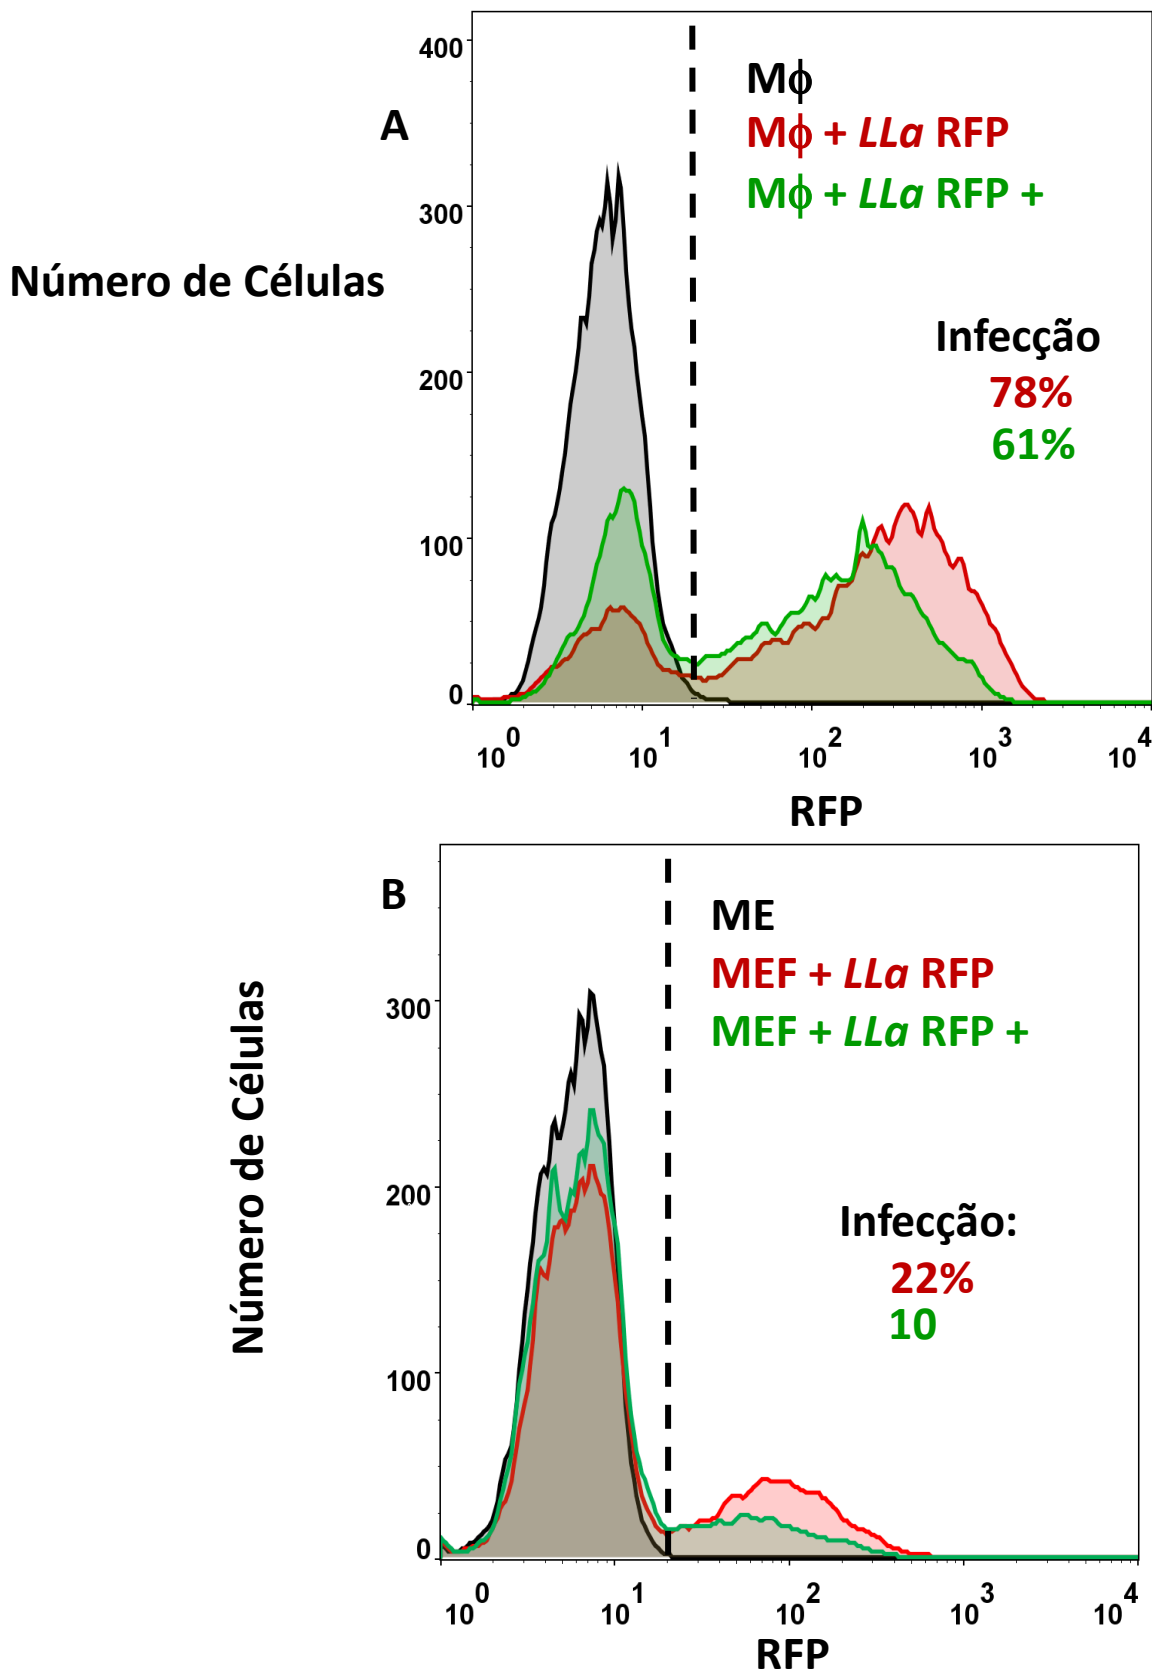 A
Mϕ
Mϕ + LLa RFP
Mϕ + LLa RFP +
Número de Células
Infecção
78%
61%
400
300
200
100
0
10^0 10^1 10^2 10^3 10^4
RFP
B
ME
MEF + LLa RFP
MEF + LLa RFP +
Número de Células
Infecção:
22%
10
300
200
100
0
10^0 10^1 10^2 10^3 10^4
RFP